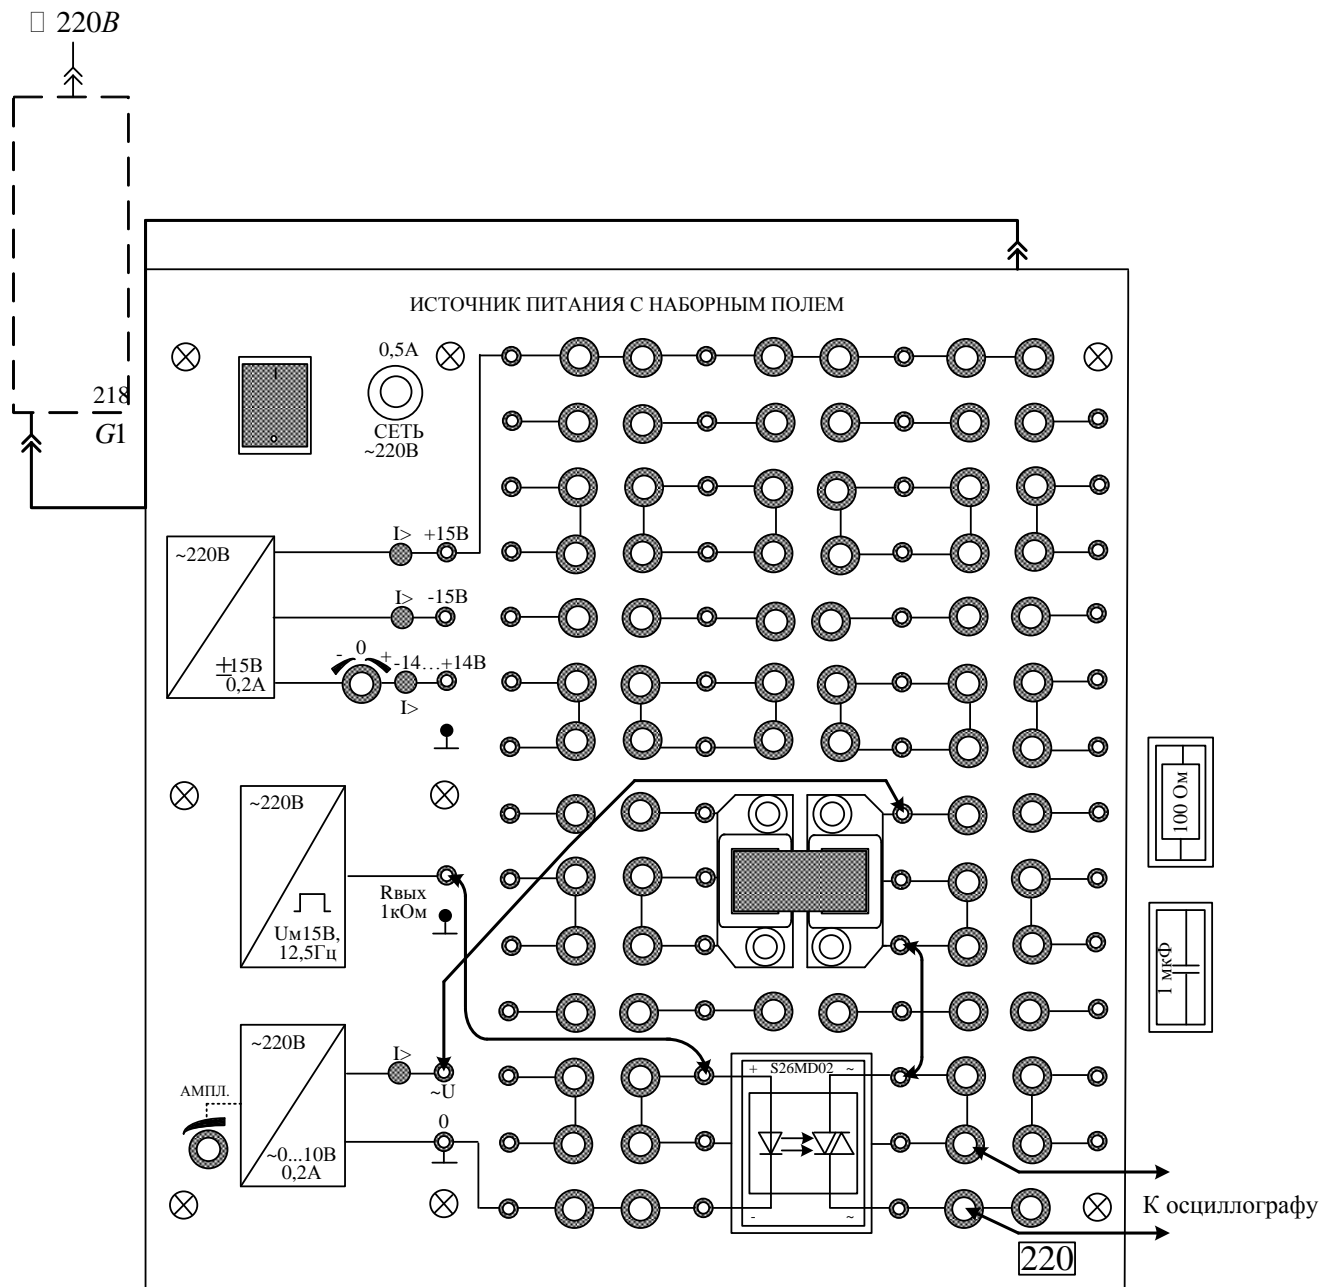 220В
218
G1
ИСТОЧНИК ПИТАНИЯ С НАБОРНЫМ ПОЛЕМ
0,5А
СЕТЬ
~220В
~220В
±15В
0,2А
I> +15В
I> -15В
- 0 + -14…+14В
I>
~220В
Uм15В,
12,5Гц
Rвых
1кОм
100 Ом
1 мкФ
АМПЛ.
~220В
~0...10В
0,2А
I>
~U
0
+ S26MD02 ~
- ~
К осциллографу
220